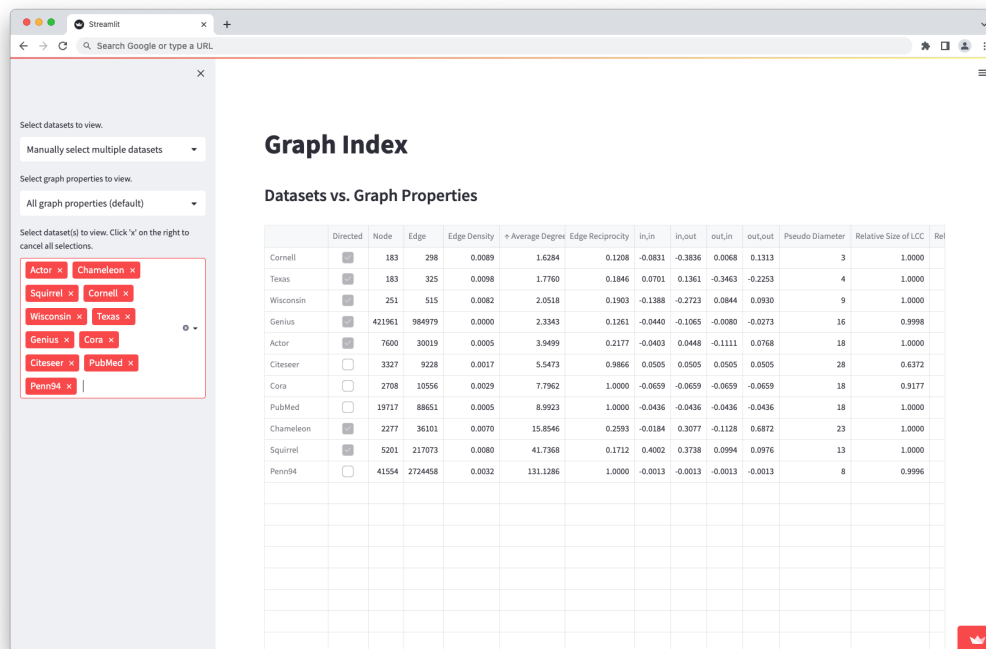 Streamlit
Search Google or type a URL
Select datasets to view.
Manually select multiple datasets
Select graph properties to view.
All graph properties (default)
Select dataset(s) to view. Click 'x' on the right to
cancel all selections.
Actor × Chameleon ×
Squirrel × Cornell ×
Wisconsin × Texas ×
Genius × Cora ×
Citeseer × PubMed ×
Penn94 ×
Graph Index
Datasets vs. Graph Properties
Directed Node Edge Edge Density ↑ Average Degree Edge Reciprocity in,in in,out out,in out,out Pseudo Diameter Relative Size of LCC Rel
Cornell 183 298 0.0089 1.6284 0.1208 -0.0831 -0.3836 0.0068 0.1313 3 1.0000
Texas 183 325 0.0098 1.7760 0.1846 0.0701 0.1361 -0.3463 -0.2253 4 1.0000
Wisconsin 251 515 0.0082 2.0518 0.1903 -0.1388 -0.2723 0.0844 0.0930 9 1.0000
Genius 421961 984979 0.0000 2.3343 0.1261 -0.0440 -0.1065 -0.0080 -0.0273 16 0.9998
Actor 7600 30019 0.0005 3.9499 0.2177 -0.0403 0.0448 -0.1111 0.0768 18 1.0000
Citeseer 3327 9228 0.0017 5.5473 0.9866 0.0505 0.0505 0.0505 0.0505 28 0.6372
Cora 2708 10556 0.0029 7.7962 1.0000 -0.0659 -0.0659 -0.0659 -0.0659 18 0.9177
PubMed 19717 88651 0.0005 8.9923 1.0000 -0.0436 -0.0436 -0.0436 -0.0436 18 1.0000
Chameleon 2277 36101 0.0070 15.8546 0.2593 -0.0184 0.3077 -0.1128 0.6872 23 1.0000
Squirrel 5201 217073 0.0080 41.7368 0.1712 0.4002 0.3738 0.0994 0.0976 13 1.0000
Penn94 41554 2724458 0.0032 131.1286 1.0000 -0.0013 -0.0013 -0.0013 -0.0013 8 0.9996